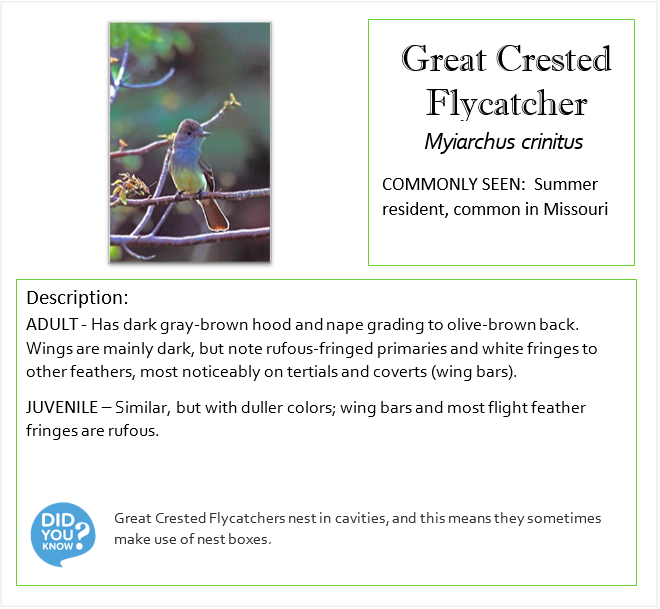 Great Crested
Flycatcher
Myiarchus crinitus
COMMONLY SEEN:  Summer
resident, common in Missouri
Description:
ADULT - Has dark gray-brown hood and nape grading to olive-brown back.
Wings are mainly dark, but note rufous-fringed primaries and white fringes to
other feathers, most noticeably on tertials and coverts (wing bars).
JUVENILE – Similar, but with duller colors; wing bars and most flight feather
fringes are rufous.
DID
YOU
KNOW?
Great Crested Flycatchers nest in cavities, and this means they sometimes
make use of nest boxes.